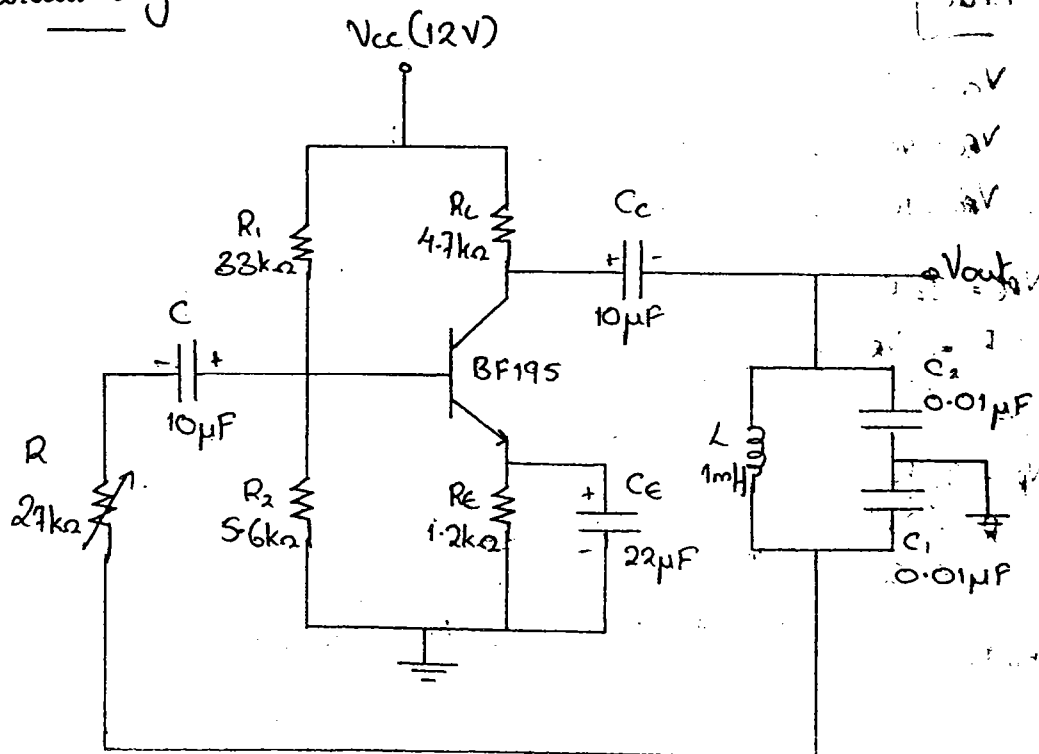 Vcc (12V)
R1
33kΩ
RL
4.7kΩ
Cc
+ -
10μF
Vout
C
- +
10μF
BF195
C2
0.01μF
L
1mH
R
27kΩ
R2
5.6kΩ
RE
1.2kΩ
+
CE
-
22μF
C1
0.01μF
V
V
V